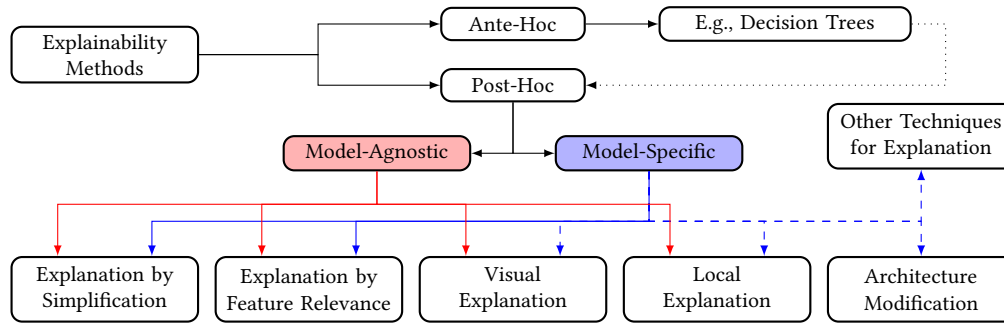 Explainability
Methods
Ante-Hoc
E.g., Decision Trees
Post-Hoc
Model-Agnostic
Model-Specific
Other Techniques
for Explanation
Explanation by
Simplification
Explanation by
Feature Relevance
Visual
Explanation
Local
Explanation
Architecture
Modification